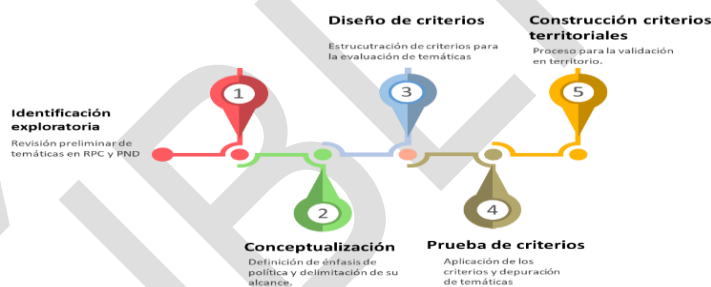 Identificación
exploratoria
Revisión preliminar de
temáticas en RPC y PND
1
2
Conceptualización
Definición de énfasis de
política y delimitación de su
alcance.
Diseño de criterios
Estrucutración de criterios para
la evaluación de temáticas
3
4
Prueba de criterios
Aplicación de los
criterios y depuración
de temáticas
Construcción criterios
territoriales
Proceso para la validación
en territorio.
5